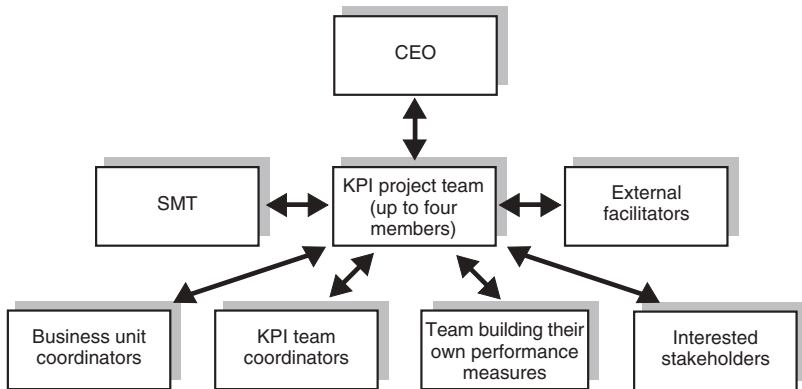 CEO
SMT
KPI project team
(up to four
members)
External
facilitators
Business unit
coordinators
KPI team
coordinators
Team building their
own performance
measures
Interested
stakeholders